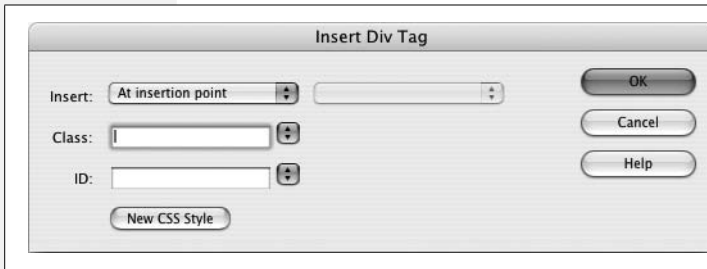 Insert Div Tag
Insert: At insertion point
OK
Class:
Cancel
ID:
Help
New CSS Style